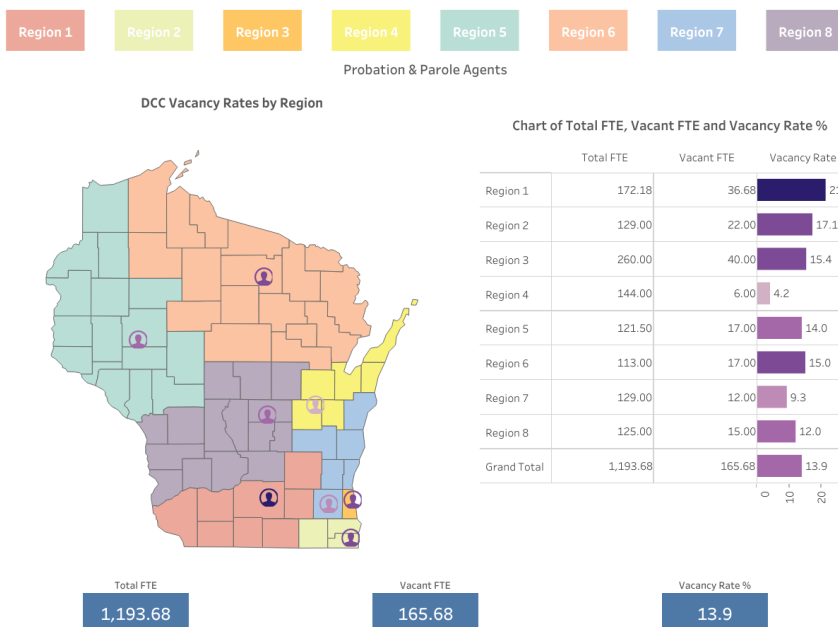 Region 1 Region 2 Region 3 Region 4 Region 5 Region 6 Region 7 Region 8
Probation & Parole Agents
DCC Vacancy Rates by Region
Chart of Total FTE, Vacant FTE and Vacancy Rate %
Total FTE Vacant FTE Vacancy Rate
Region 1 172.18 36.68
Region 2 129.00 22.00 17.1
Region 3 260.00 40.00 15.4
Region 4 144.00 6.00 4.2
Region 5 121.50 17.00 14.0
Region 6 113.00 17.00 15.0
Region 7 129.00 12.00 9.3
Region 8 125.00 15.00 12.0
Grand Total 1,193.68 165.68 13.9
0 10 20
Total FTE Vacant FTE Vacancy Rate %
1,193.68 165.68 13.9